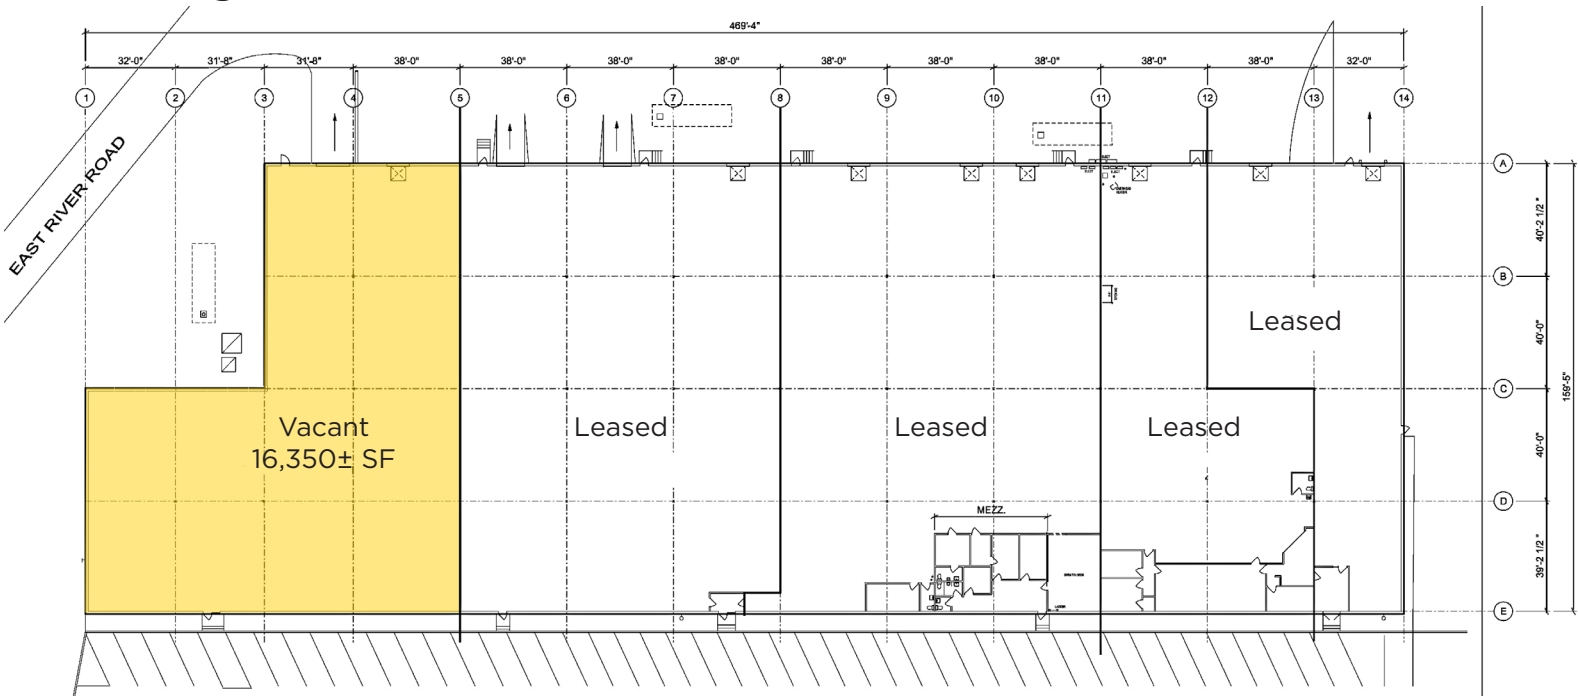 469'-4"
32'-0" 31'-8" 31'-8" 38'-0" 38'-0" 38'-0" 38'-0" 38'-0" 38'-0" 38'-0" 38'-0" 38'-0" 32'-0"
1 2 3 4 5 6 7 8 9 10 11 12 13 14
EAST RIVER ROAD
A
40'-2 1/2"
B
40'-0"
C
159'-5"
40'-0"
D
39'-2 1/2"
E
Leased
Vacant
16,350± SF
Leased
Leased
Leased
MEZZ.